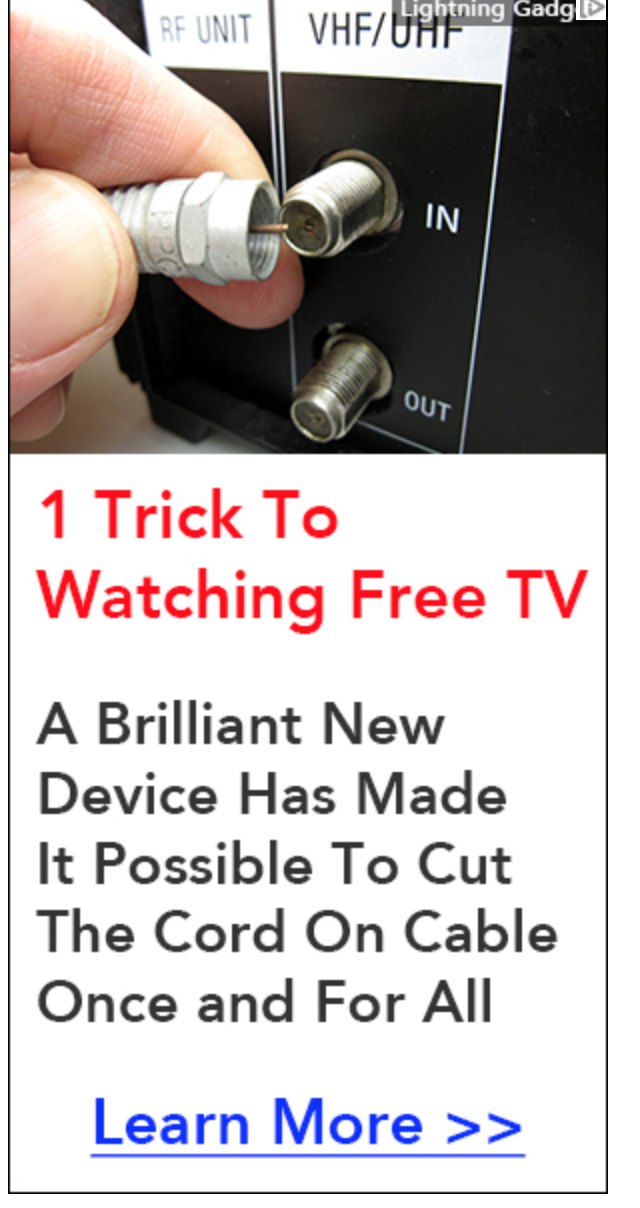 Lightning
RF UNIT
VHF/UHF
PPC
IN
OUT
1 Trick To
Watching Free TV
A Brilliant New
Device Has Made
It Possible To Cut
The Cord On Cable
Once and For All
Learn More >>